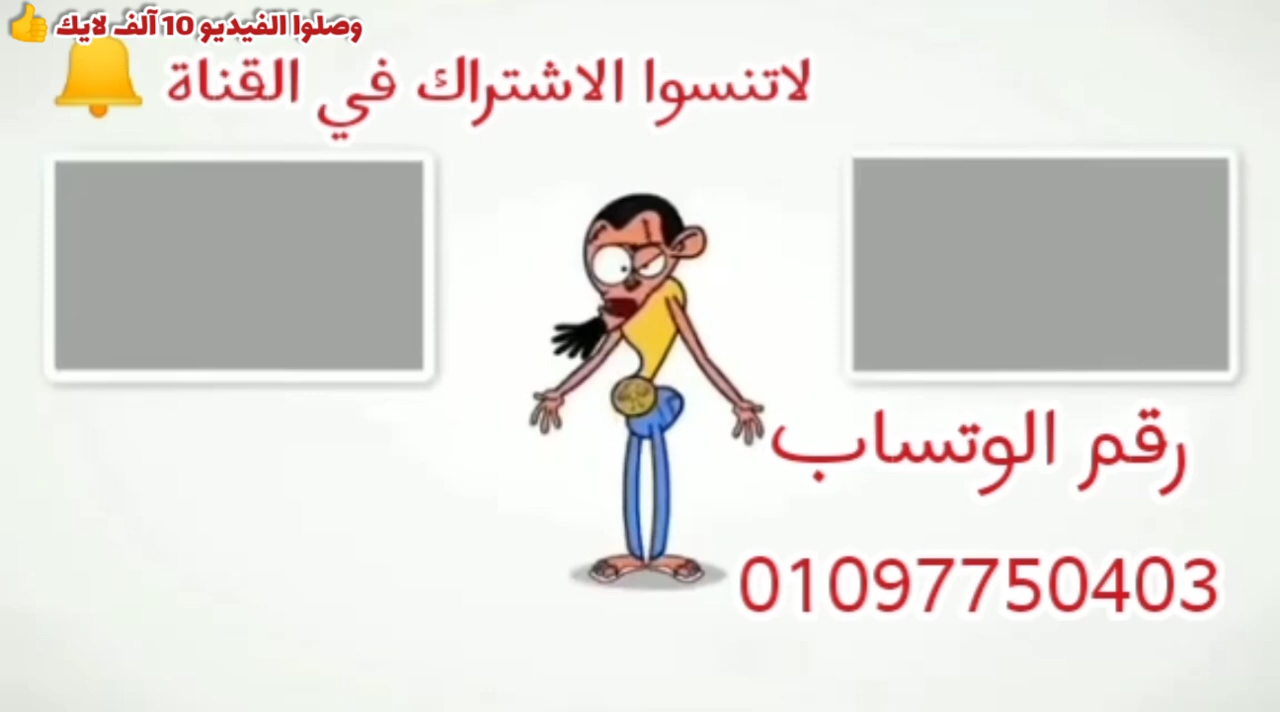 وصلوا الفيديو 10 آلف لايك 👍
لاتنسوا الاشتراك في القناة 🔔
رقم الوتساب
01097750403